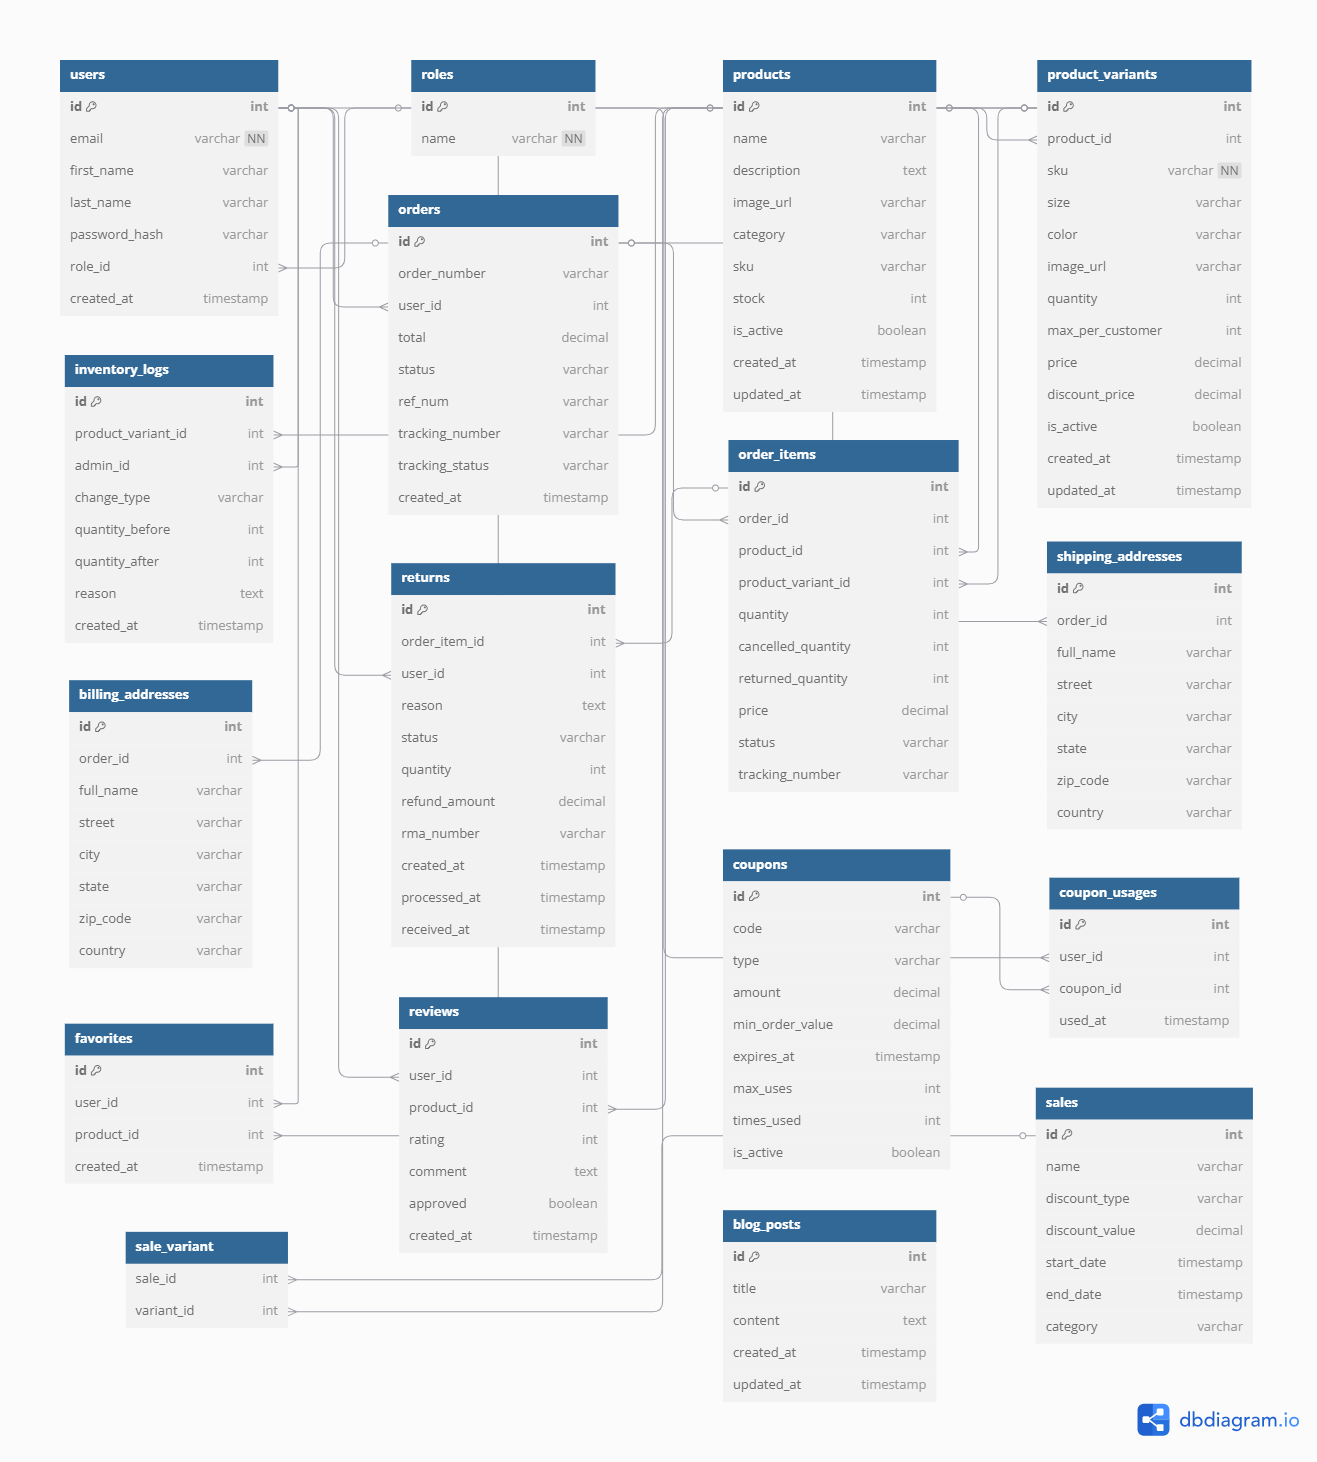 users
id int
email varchar NN
first_name varchar
last_name varchar
password_hash varchar
role_id int
created_at timestamp
roles
id int
name varchar NN
products
id int
name varchar
description text
image_url varchar
category varchar
sku varchar
stock int
is_active boolean
created_at timestamp
updated_at timestamp
product_variants
id int
product_id int
sku varchar NN
size varchar
color varchar
image_url varchar
quantity int
max_per_customer int
price decimal
discount_price decimal
is_active boolean
created_at timestamp
updated_at timestamp
orders
id int
order_number varchar
user_id int
total decimal
status varchar
ref_num varchar
tracking_number varchar
tracking_status varchar
created_at timestamp
inventory_logs
id int
product_variant_id int
admin_id int
change_type varchar
quantity_before int
quantity_after int
reason text
created_at timestamp
order_items
id int
order_id int
product_id int
product_variant_id int
quantity int
cancelled_quantity int
returned_quantity int
price decimal
status varchar
tracking_number varchar
shipping_addresses
id int
order_id int
full_name varchar
street varchar
city varchar
state varchar
zip_code varchar
country varchar
returns
id int
order_item_id int
user_id int
reason text
status varchar
quantity int
refund_amount decimal
rma_number varchar
created_at timestamp
processed_at timestamp
received_at timestamp
billing_addresses
id int
order_id int
full_name varchar
street varchar
city varchar
state varchar
zip_code varchar
country varchar
coupons
id int
code varchar
type varchar
amount decimal
min_order_value decimal
expires_at timestamp
max_uses int
times_used int
is_active boolean
coupon_usages
id int
user_id int
coupon_id int
used_at timestamp
reviews
id int
user_id int
product_id int
rating int
comment text
approved boolean
created_at timestamp
favorites
id int
user_id int
product_id int
created_at timestamp
sales
id int
name varchar
discount_type varchar
discount_value decimal
start_date timestamp
end_date timestamp
category varchar
sale_variant
sale_id int
variant_id int
blog_posts
id int
title varchar
content text
created_at timestamp
updated_at timestamp
dbdiagram.io